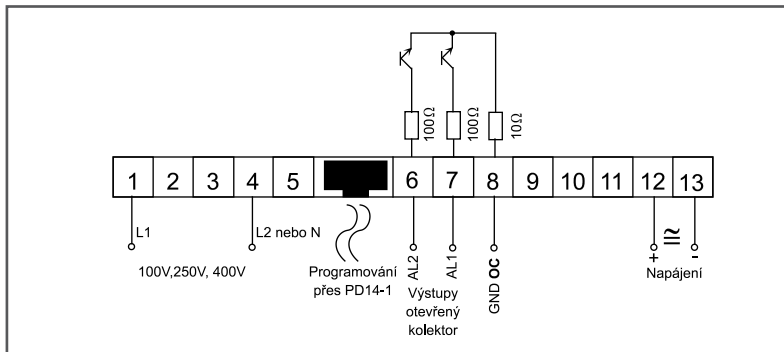 100Ω
100Ω
10Ω
1 2 3 4 5 6 7 8 9 10 11 12 13
L1
L2 nebo N
100V,250V, 400V
Programování
přes PD14-1
AL2
AL1
GND OC
Výstupy
otevřený
kolektor
+ ≅ -
Napájení